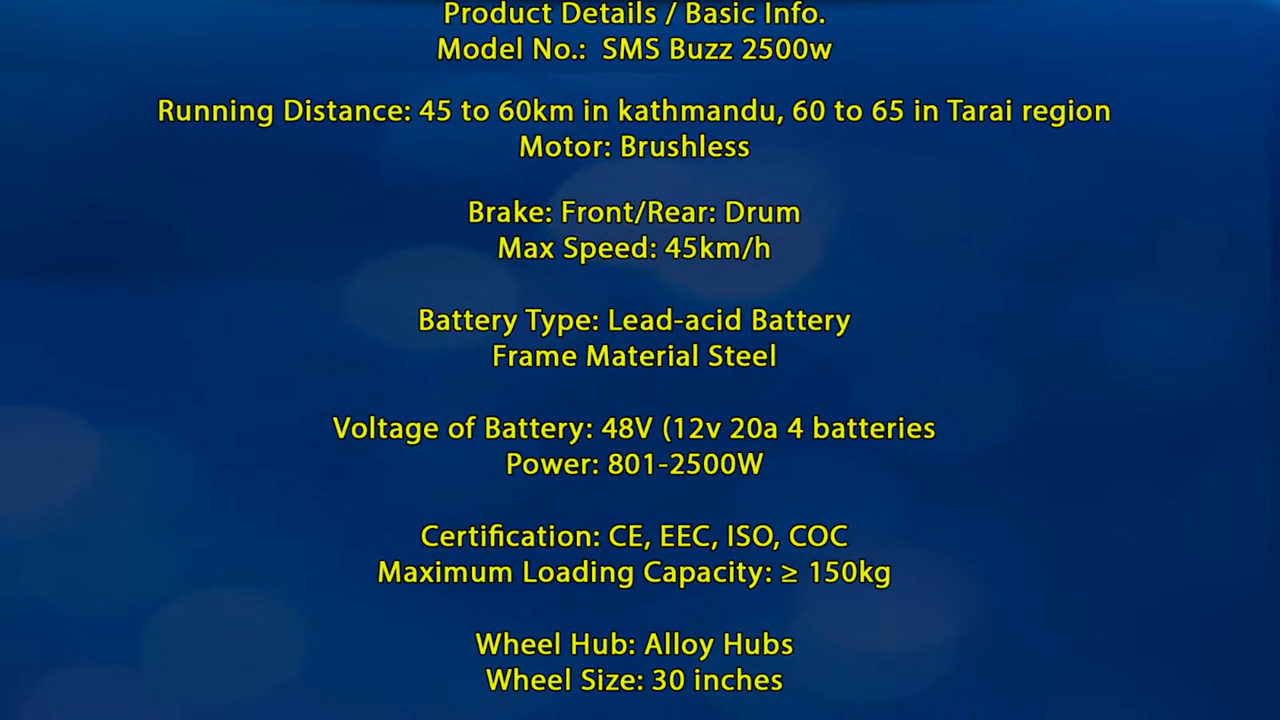 Product Details / Basic Info.
Model No.:  SMS Buzz 2500w
Running Distance: 45 to 60km in kathmandu, 60 to 65 in Tarai region
Motor: Brushless
Brake: Front/Rear: Drum
Max Speed: 45km/h
Battery Type: Lead-acid Battery
Frame Material Steel
Voltage of Battery: 48V (12v 20a 4 batteries
Power: 801-2500W
Certification: CE, EEC, ISO, COC
Maximum Loading Capacity: ≥ 150kg
Wheel Hub: Alloy Hubs
Wheel Size: 30 inches